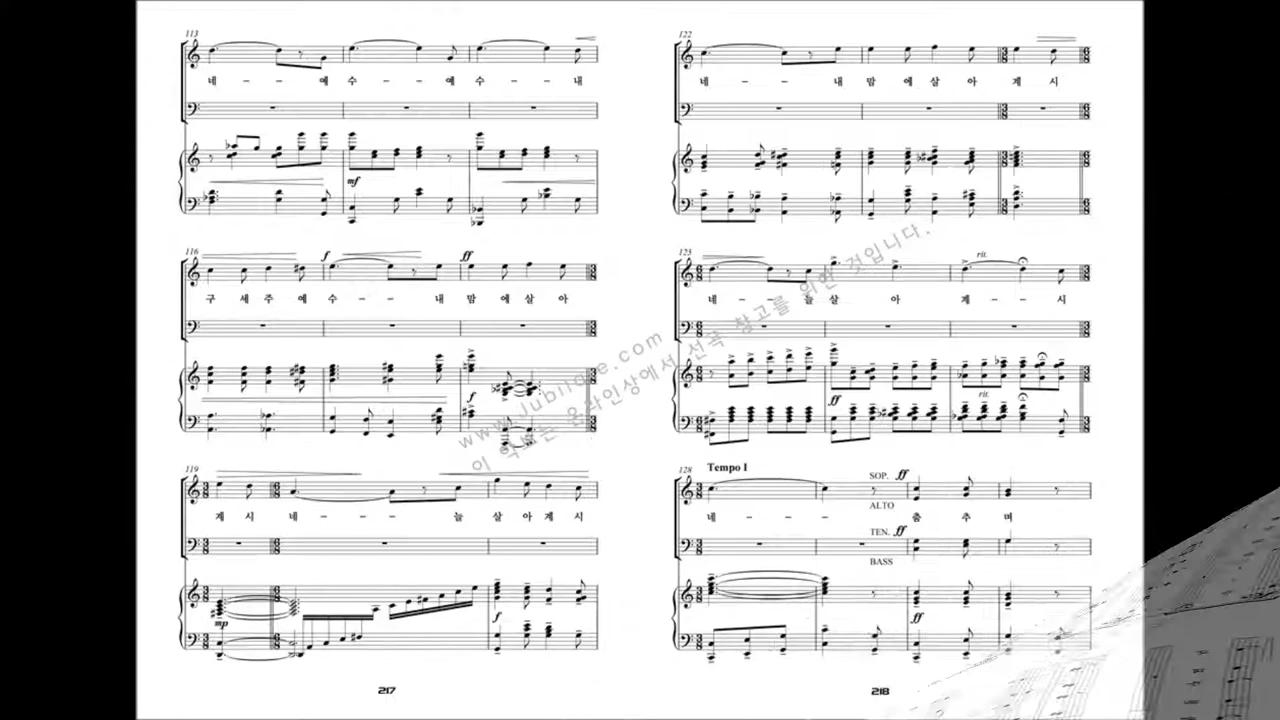 113
네 - - 예 수 - - 예 수 - - 내
mf
116
f
ff
구 세 주 예 수 - - 내 맘 에 살 아
f
119
계 시 네 - - - 늘 살 아 계 시
mp
f
217
122
네 - - 내 맘 에 살 아 계 시
123
rit.
네 - - 늘 살 아 계 - - 시
ff
rit.
128
Tempo I
SOP. ff
ALTO
네 - - - 춤 추 며
TEN. ff
BASS
ff
218
www.Jubilate.com
이 악보는 온라인상에서 선곡 창고를 위한 것입니다.